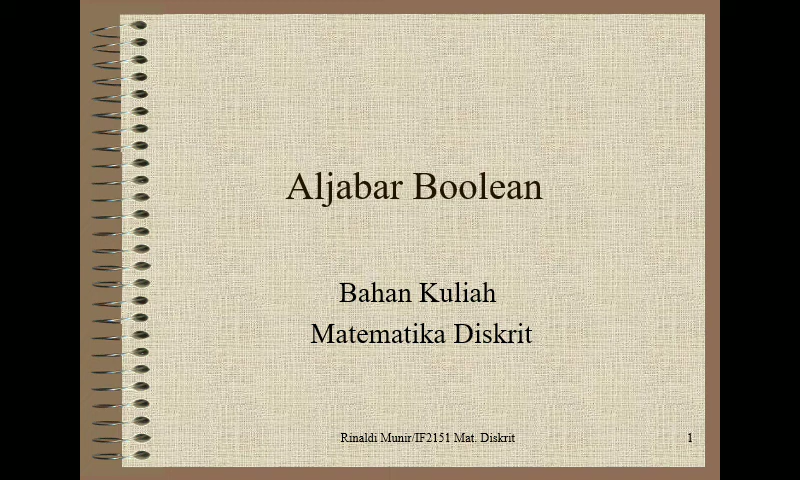 Aljabar Boolean
Bahan Kuliah
Matematika Diskrit
Rinaldi Munir/IF2151 Mat. Diskrit
1